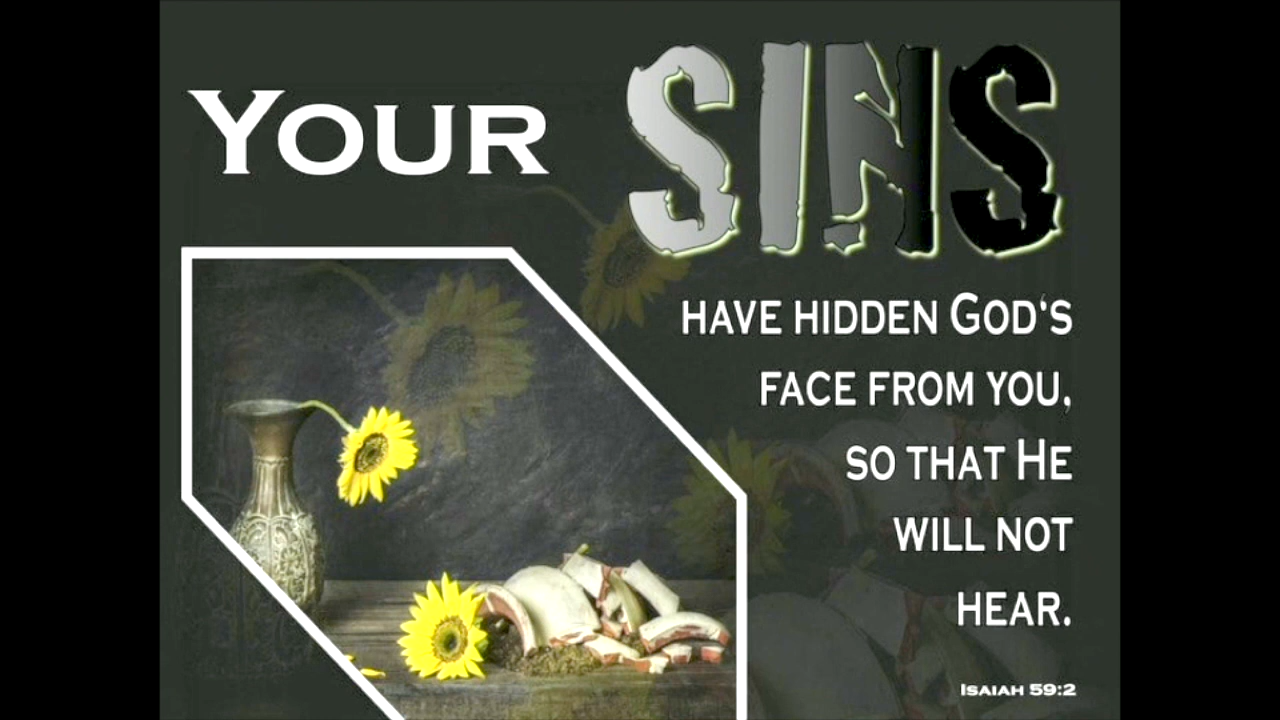 YOUR SINS
HAVE HIDDEN GOD'S
FACE FROM YOU,
SO THAT HE
WILL NOT
HEAR.
ISAIAH 59:2